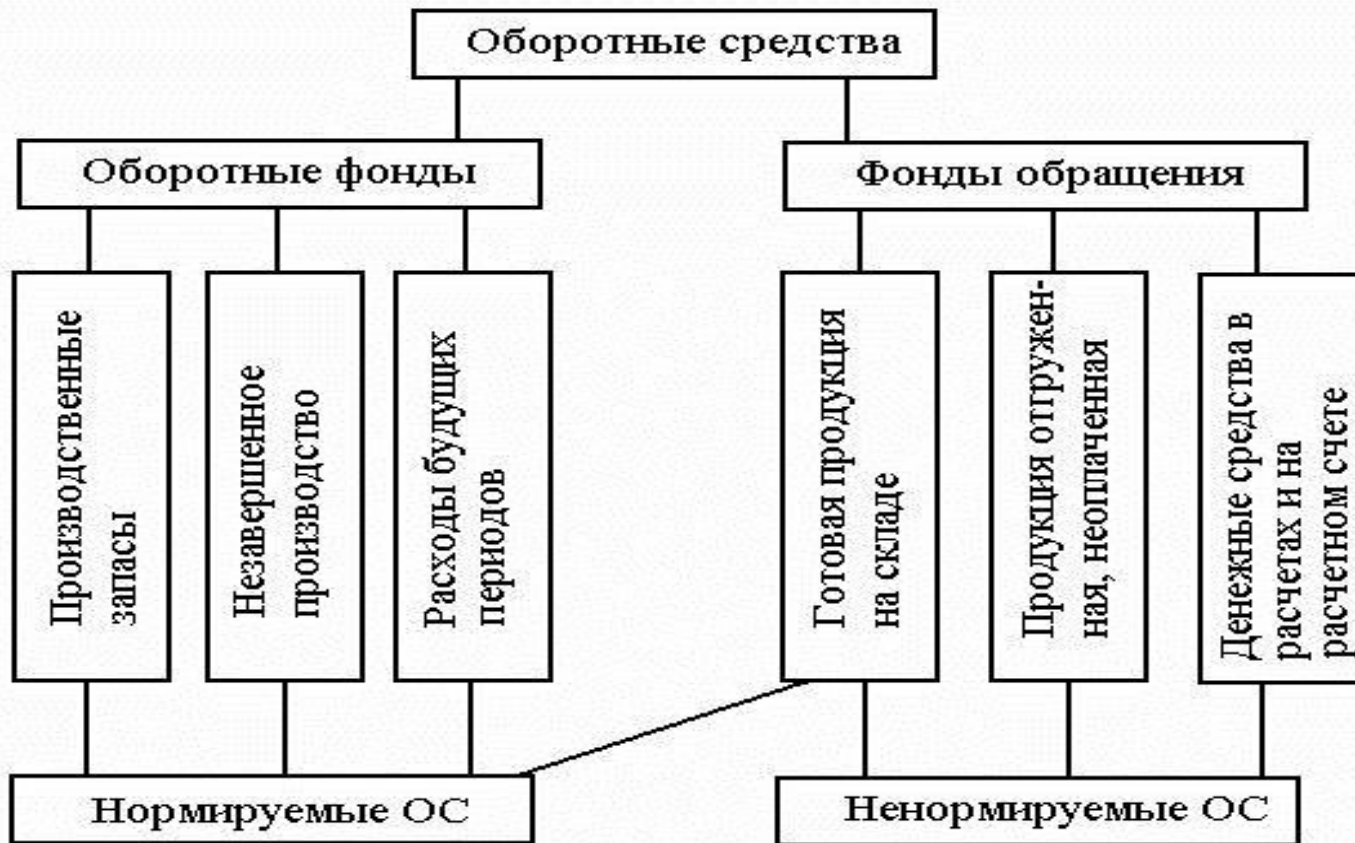 Оборотные средства
Оборотные фонды
Фонды обращения
Производственные
запасы
Незавершенное
производство
Расходы будущих
периодов
Готовая продукция
на складе
Продукция отгружен-
ная, неоплаченная
Денежные средства в
расчетах и на
расчетном счете
Нормируемые ОС
Ненормируемые ОС